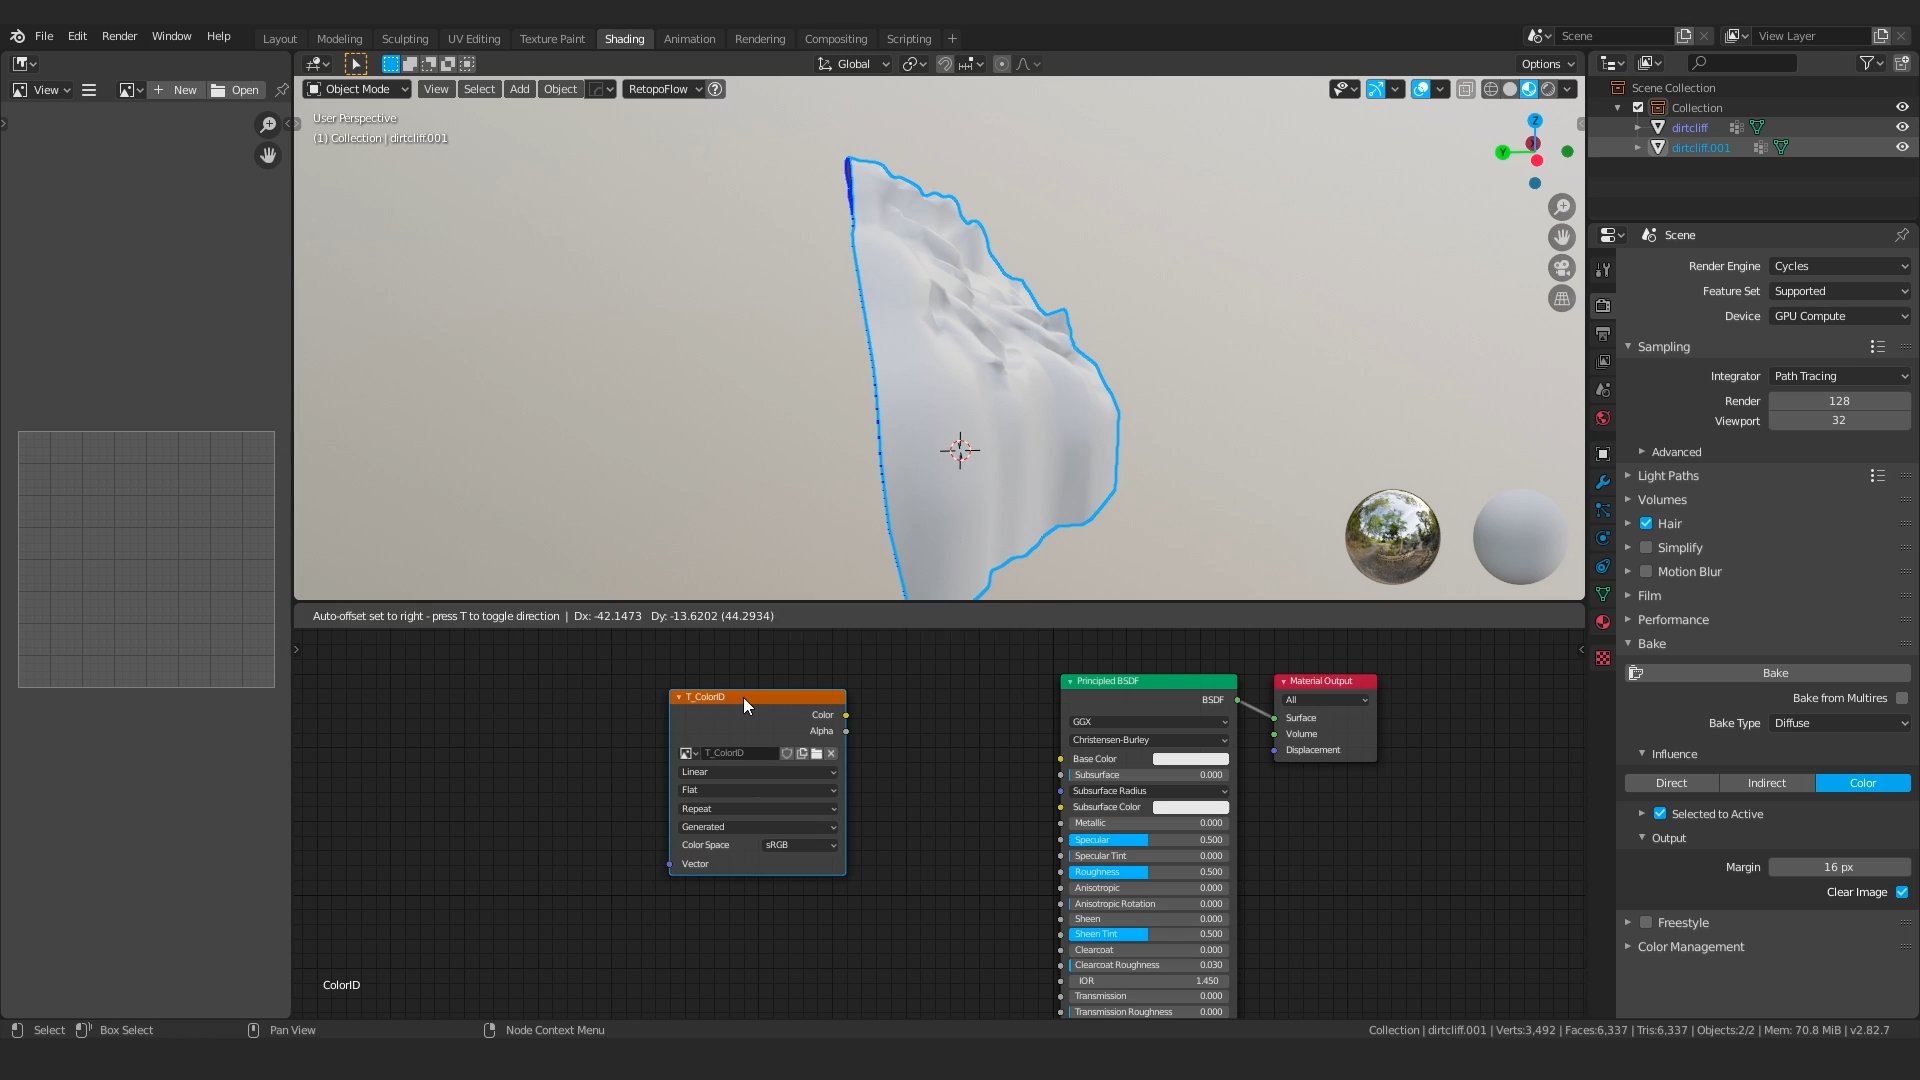 File Edit Render Window Help
Layout Modeling Sculpting UV Editing Texture Paint Shading Animation Rendering Compositing Scripting +
Scene
View Layer
View
New
Open
Global
Options
Object Mode
View Select Add Object
RetopoFlow
User Perspective
(1) Collection | dirtcliff.001
Z
Y
X
Scene Collection
Collection
dirtcliff
dirtcliff.001
Scene
Render Engine Cycles
Feature Set Supported
Device GPU Compute
Sampling
Integrator Path Tracing
Render 128
Viewport 32
Advanced
Light Paths
Volumes
Hair
Simplify
Motion Blur
Film
Performance
Bake
Bake
Bake from Multires
Bake Type Diffuse
Influence
Direct Indirect Color
Selected to Active
Output
Margin 16 px
Clear Image
Freestyle
Color Management
Auto-offset set to right - press T to toggle direction | Dx: -42.1473 Dy: -13.6202 (44.2934)
T_ColorID
Color
Alpha
T_ColorID
Linear
Flat
Repeat
Generated
Color Space sRGB
Vector
Principled BSDF
BSDF
GGX
Christensen-Burley
Base Color
Subsurface 0.000
Subsurface Radius
Subsurface Color
Metallic 0.000
Specular 0.500
Specular Tint 0.000
Roughness 0.500
Anisotropic 0.000
Anisotropic Rotation 0.000
Sheen 0.000
Sheen Tint 0.500
Clearcoat 0.000
Clearcoat Roughness 0.030
IOR 1.450
Transmission 0.000
Transmission Roughness 0.000
Material Output
All
Surface
Volume
Displacement
ColorID
Select Box Select Pan View Node Context Menu
Collection | dirtcliff.001 | Verts:3,492 | Faces:6,337 | Tris:6,337 | Objects:2/2 | Mem: 70.8 MiB | v2.82.7